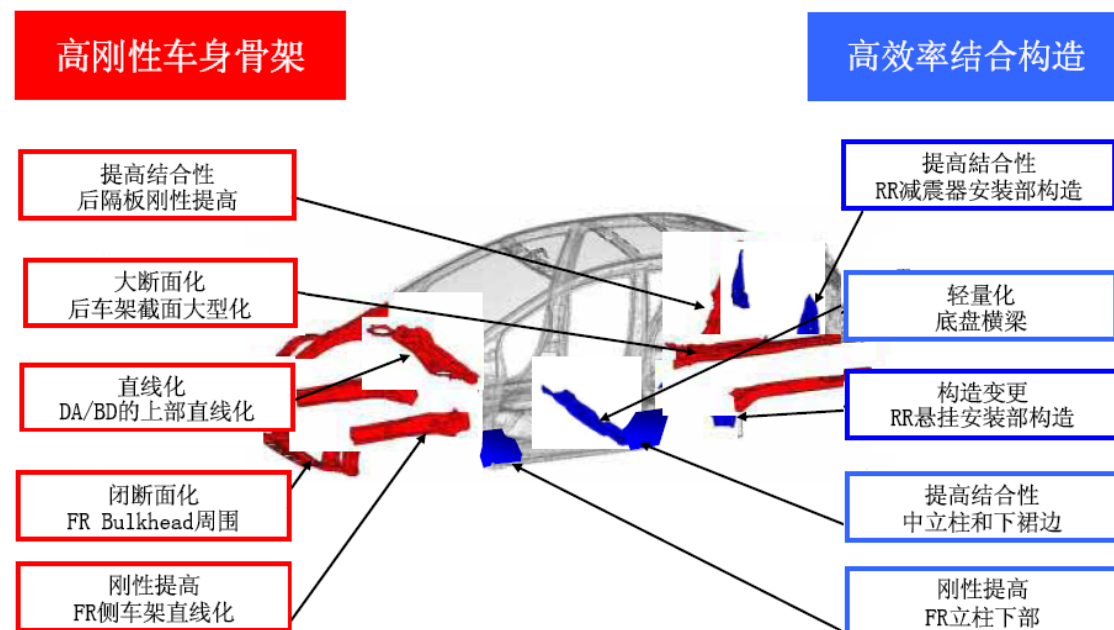 高刚性车身骨架
高效率结合构造
提高结合性
后隔板刚性提高
大断面化
后车架截面大型化
直线化
DA/BD的上部直线化
闭断面化
FR Bulkhead周围
刚性提高
FR侧车架直线化
提高結合性
RR减震器安装部构造
轻量化
底盘横梁
构造变更
RR悬挂安装部构造
提高结合性
中立柱和下裙边
刚性提高
FR立柱下部